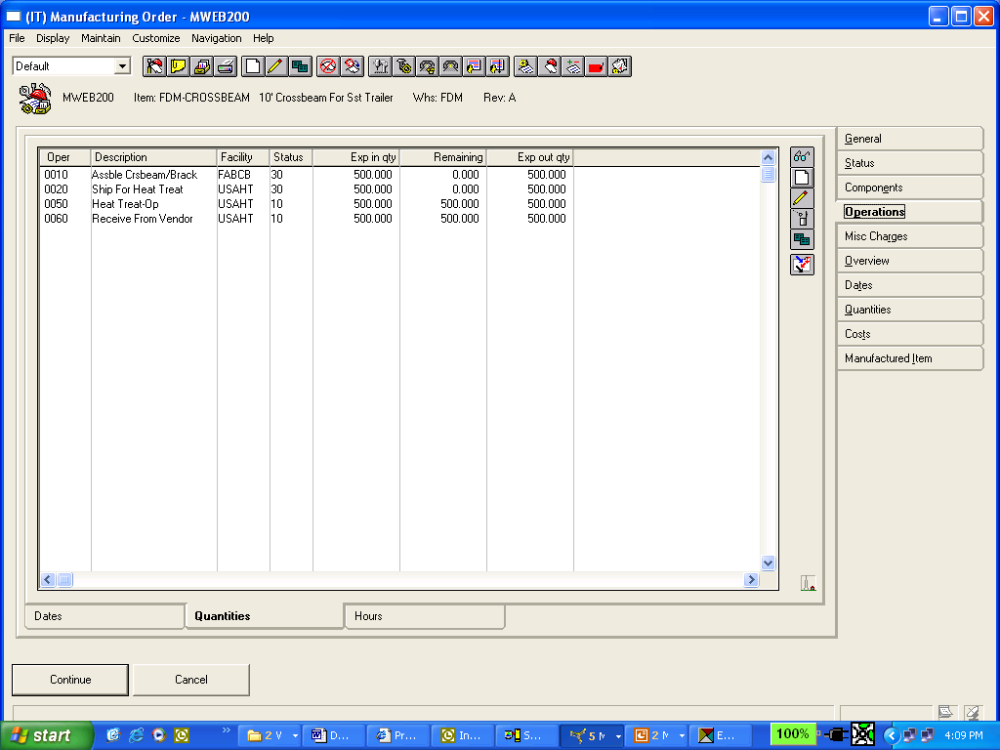 (IT) Manufacturing Order - MWEB200
File Display Maintain Customize Navigation Help
Default
MWEB200 Item: FDM-CROSSBEAM 10' Crossbeam For Sst Trailer Whs: FDM Rev: A
Oper Description Facility Status Exp in qty Remaining Exp out qty
0010 Assble Crsbeam/Brack FABCB 30 500.000 0.000 500.000
0020 Ship For Heat Treat USAHT 30 500.000 0.000 500.000
0050 Heat Treat-Op USAHT 10 500.000 500.000 500.000
0060 Receive From Vendor USAHT 10 500.000 500.000 500.000
General
Status
Components
Operations
Misc Charges
Overview
Dates
Quantities
Costs
Manufactured Item
Dates Quantities Hours
Continue Cancel
start 2 V D... Pr... In... S... 5 M 2 M E... 100% 4:09 PM